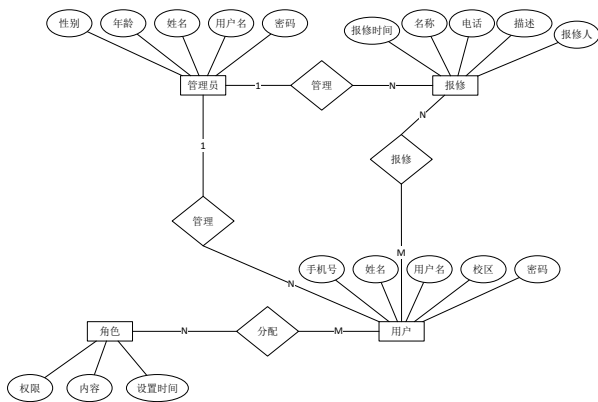 性别
年龄
姓名
用户名
密码
报修时间
名称
电话
描述
报修人
管理员
1
管理
N
报修
N
1
报修
管理
M
N
手机号
姓名
用户名
校区
密码
角色
N
分配
M
用户
权限
内容
设置时间